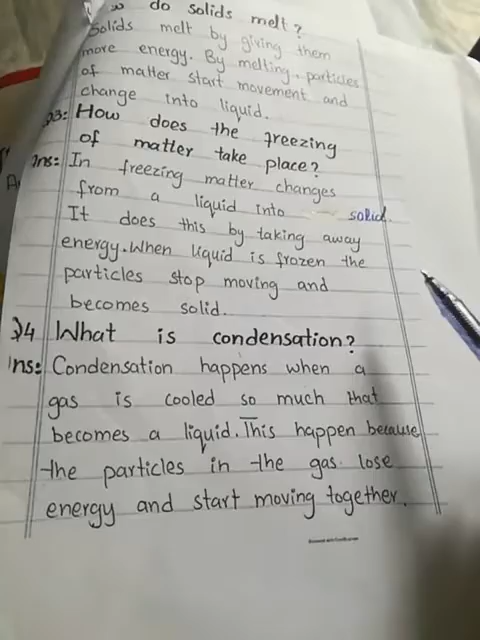 do solids melt?
Solids melt by giving them
more energy. By melting, particles
of matter start movement and
change into liquid.
Q3: How does the freezing
of matter take place?
Ans: In freezing matter changes
from a liquid into solid.
It does this by taking away
energy. When liquid is frozen the
particles stop moving and
becomes solid.
Q4 What is condensation?
Ans: Condensation happens when a
gas is cooled so much that
becomes a liquid. This happen because
the particles in the gas lose
energy and start moving together.